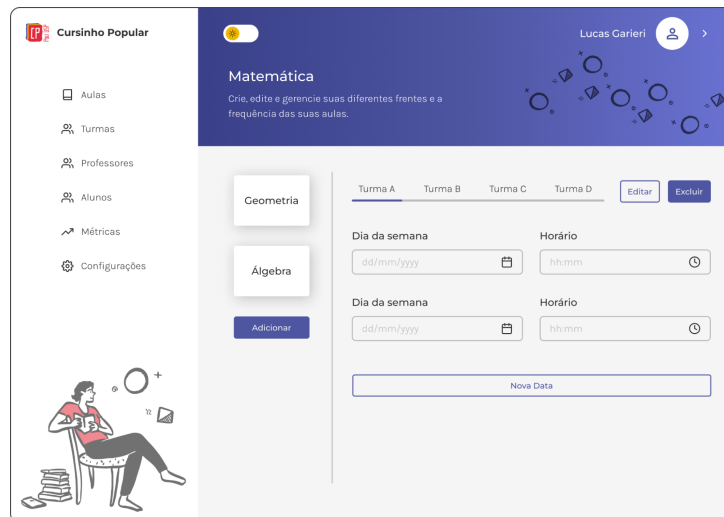 CP
Cursinho Popular
Lucas Garieri
Matemática
Crie, edite e gerencie suas diferentes frentes e a
frequência das suas aulas.
Aulas
Turmas
Professores
Alunos
Métricas
Configurações
Geometria
Álgebra
Adicionar
Turma A Turma B Turma C Turma D Editar Excluir
Dia da semana Horário
dd/mm/yyyy hh:mm
Dia da semana Horário
dd/mm/yyyy hh:mm
Nova Data